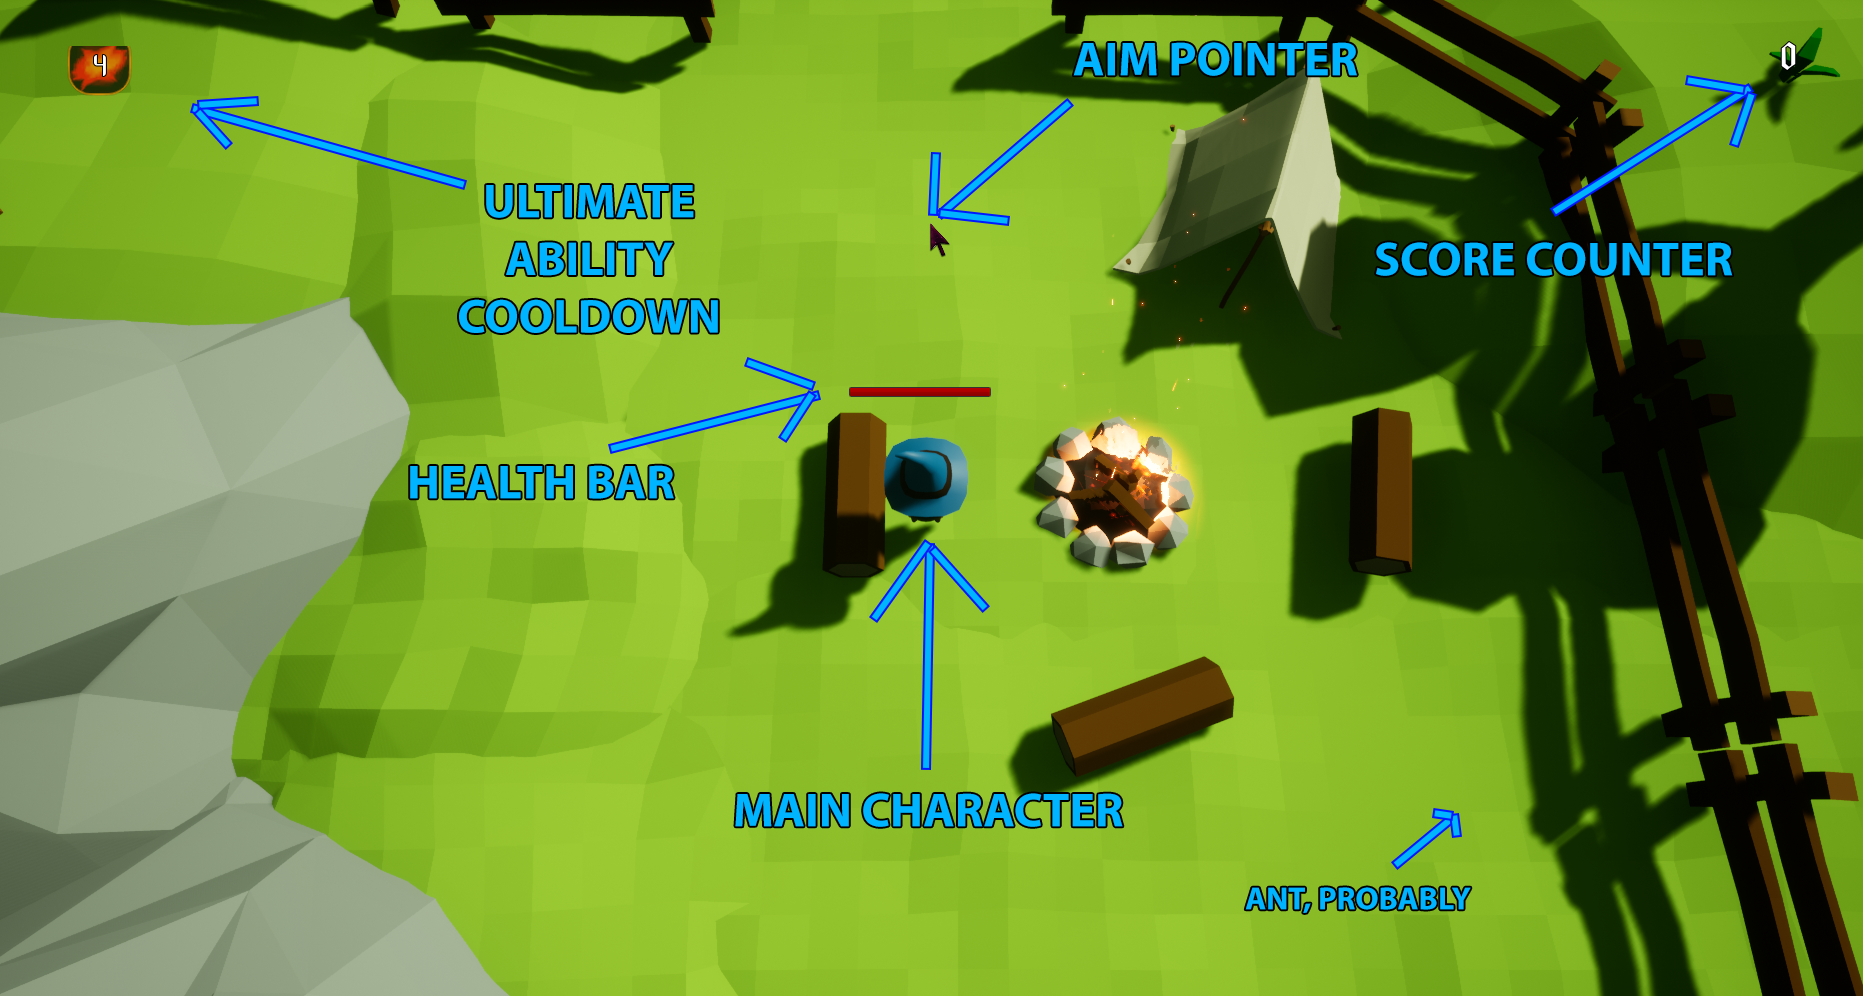 4
AIM POINTER
0
ULTIMATE
ABILITY
COOLDOWN
SCORE COUNTER
HEALTH BAR
MAIN CHARACTER
ANT, PROBABLY